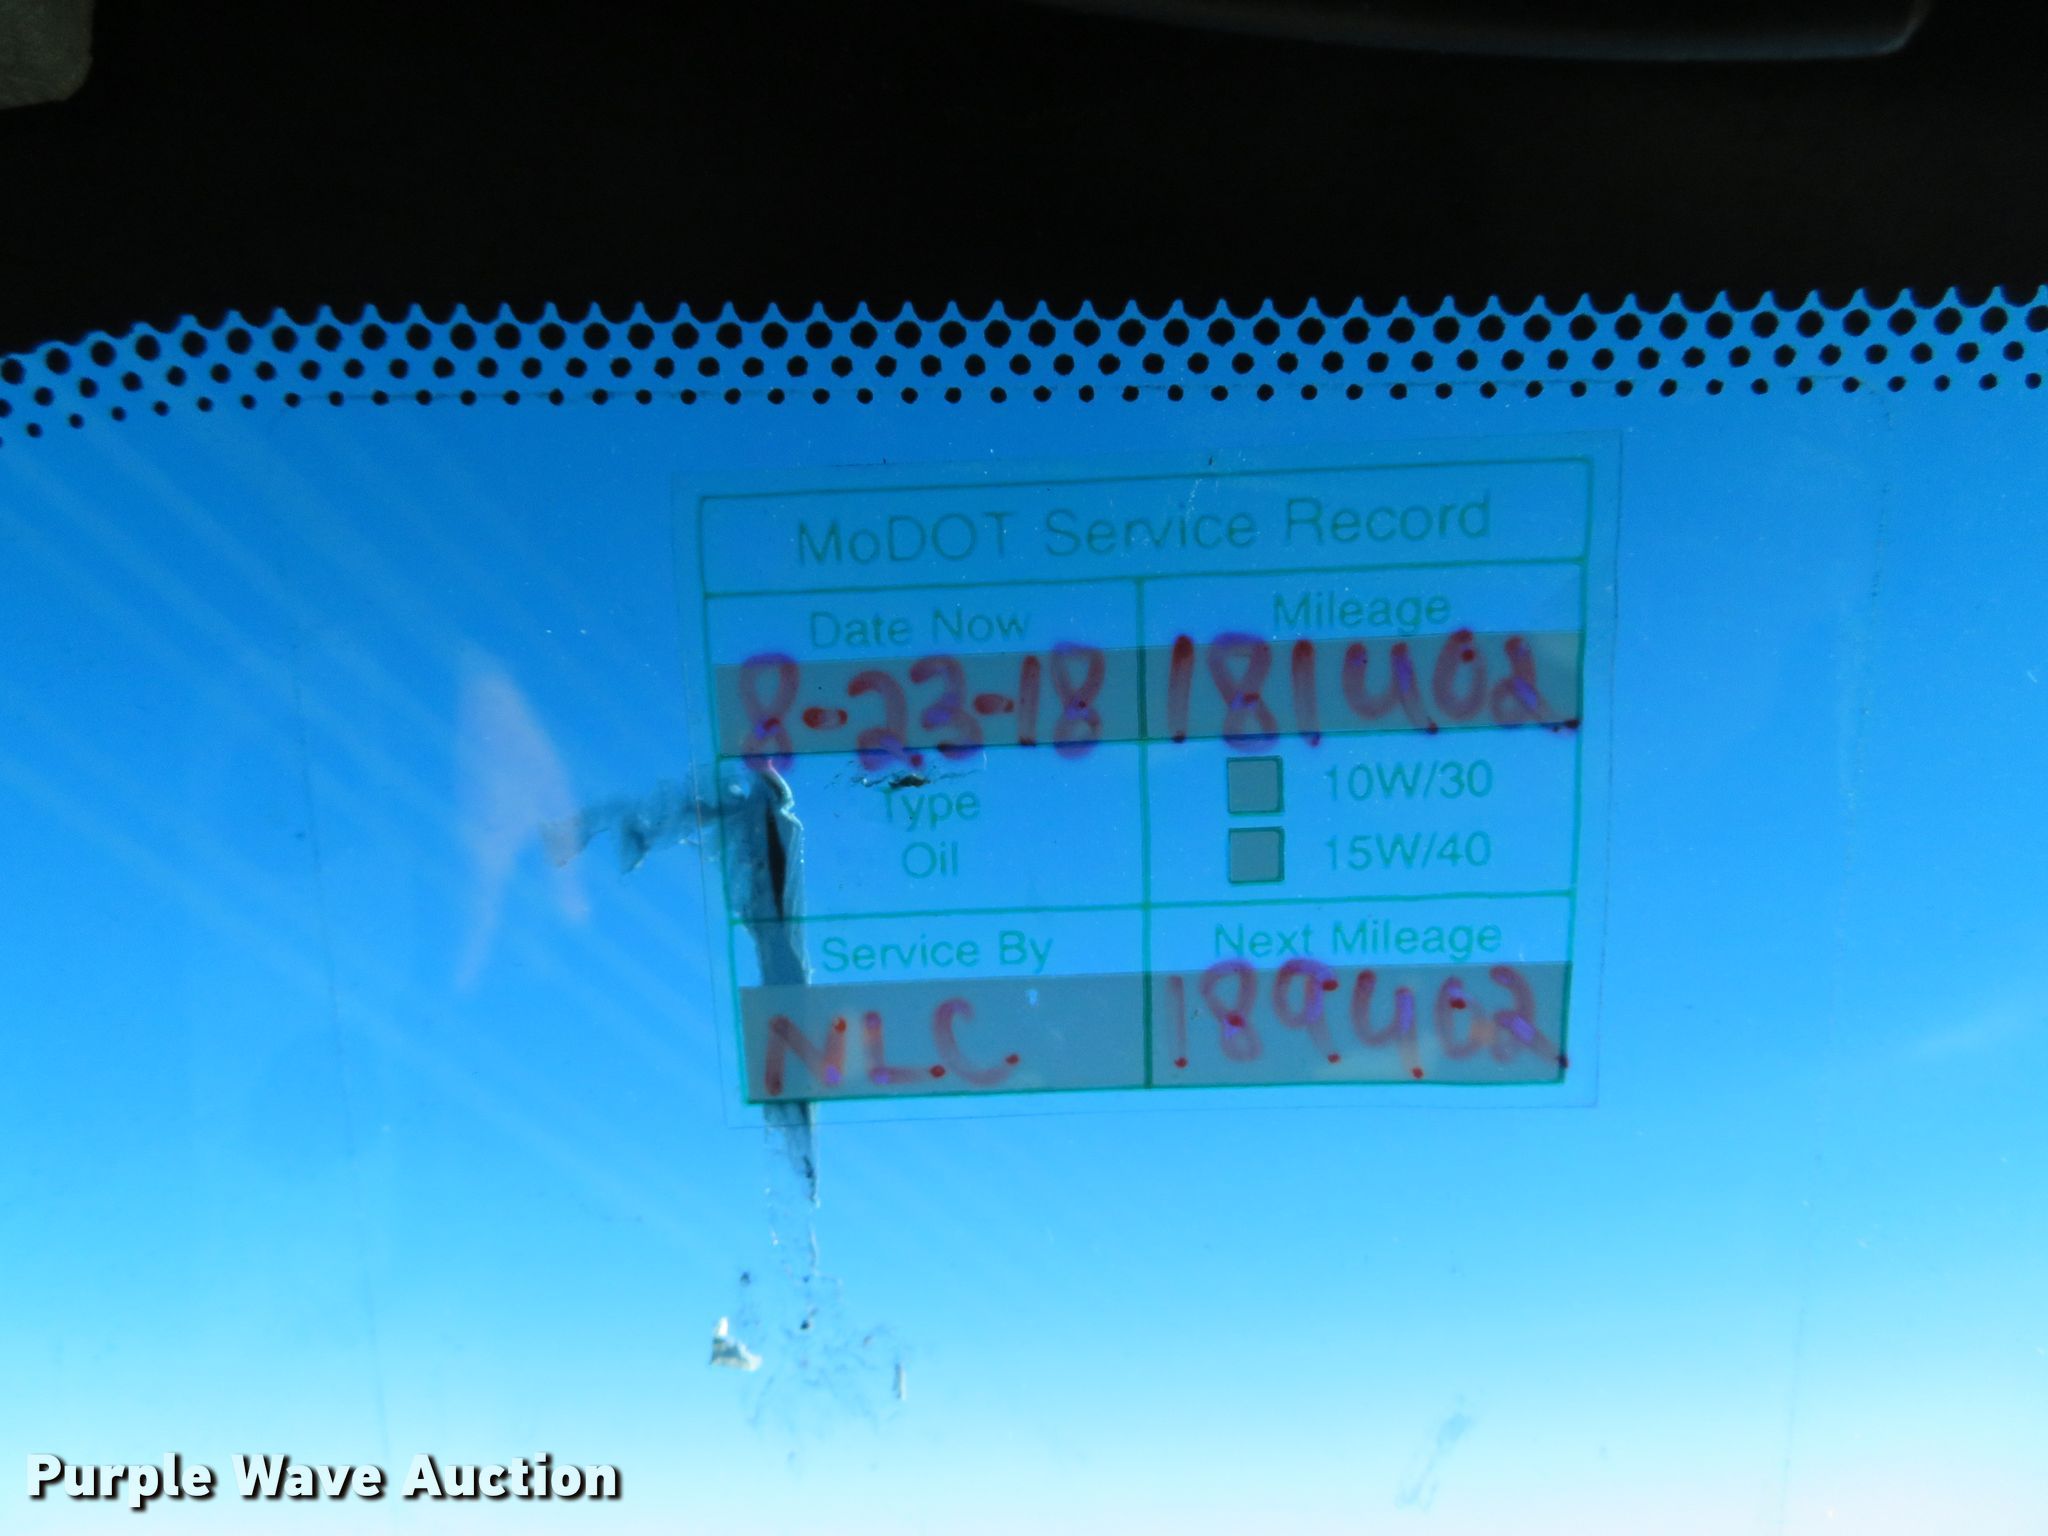 MoDOT Service Record
Date Now Mileage
8-23-18 181402
Type 10W/30
Oil 15W/40
Service By Next Mileage
NLC 189402
Purple Wave Auction